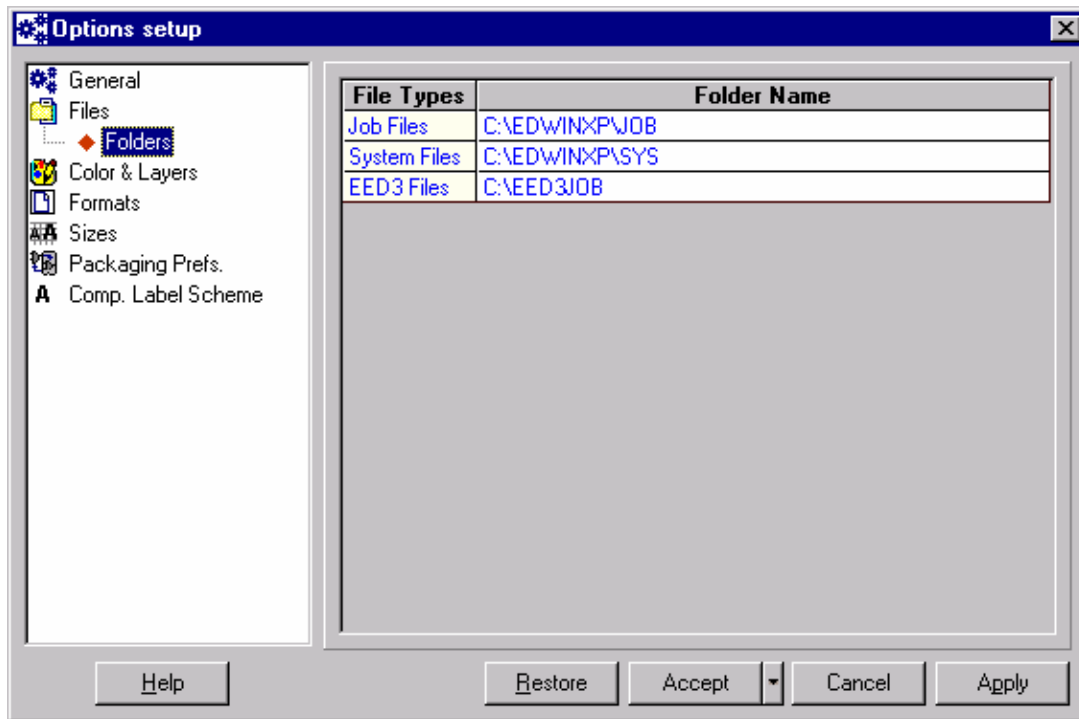 Options setup
General
Files
Folders
Color & Layers
Formats
Sizes
Packaging Prefs.
A Comp. Label Scheme
File Types Folder Name
Job Files C:\EDWINXP\JOB
System Files C:\EDWINXP\SYS
EED3 Files C:\EED3JOB
Help Restore Accept Cancel Apply